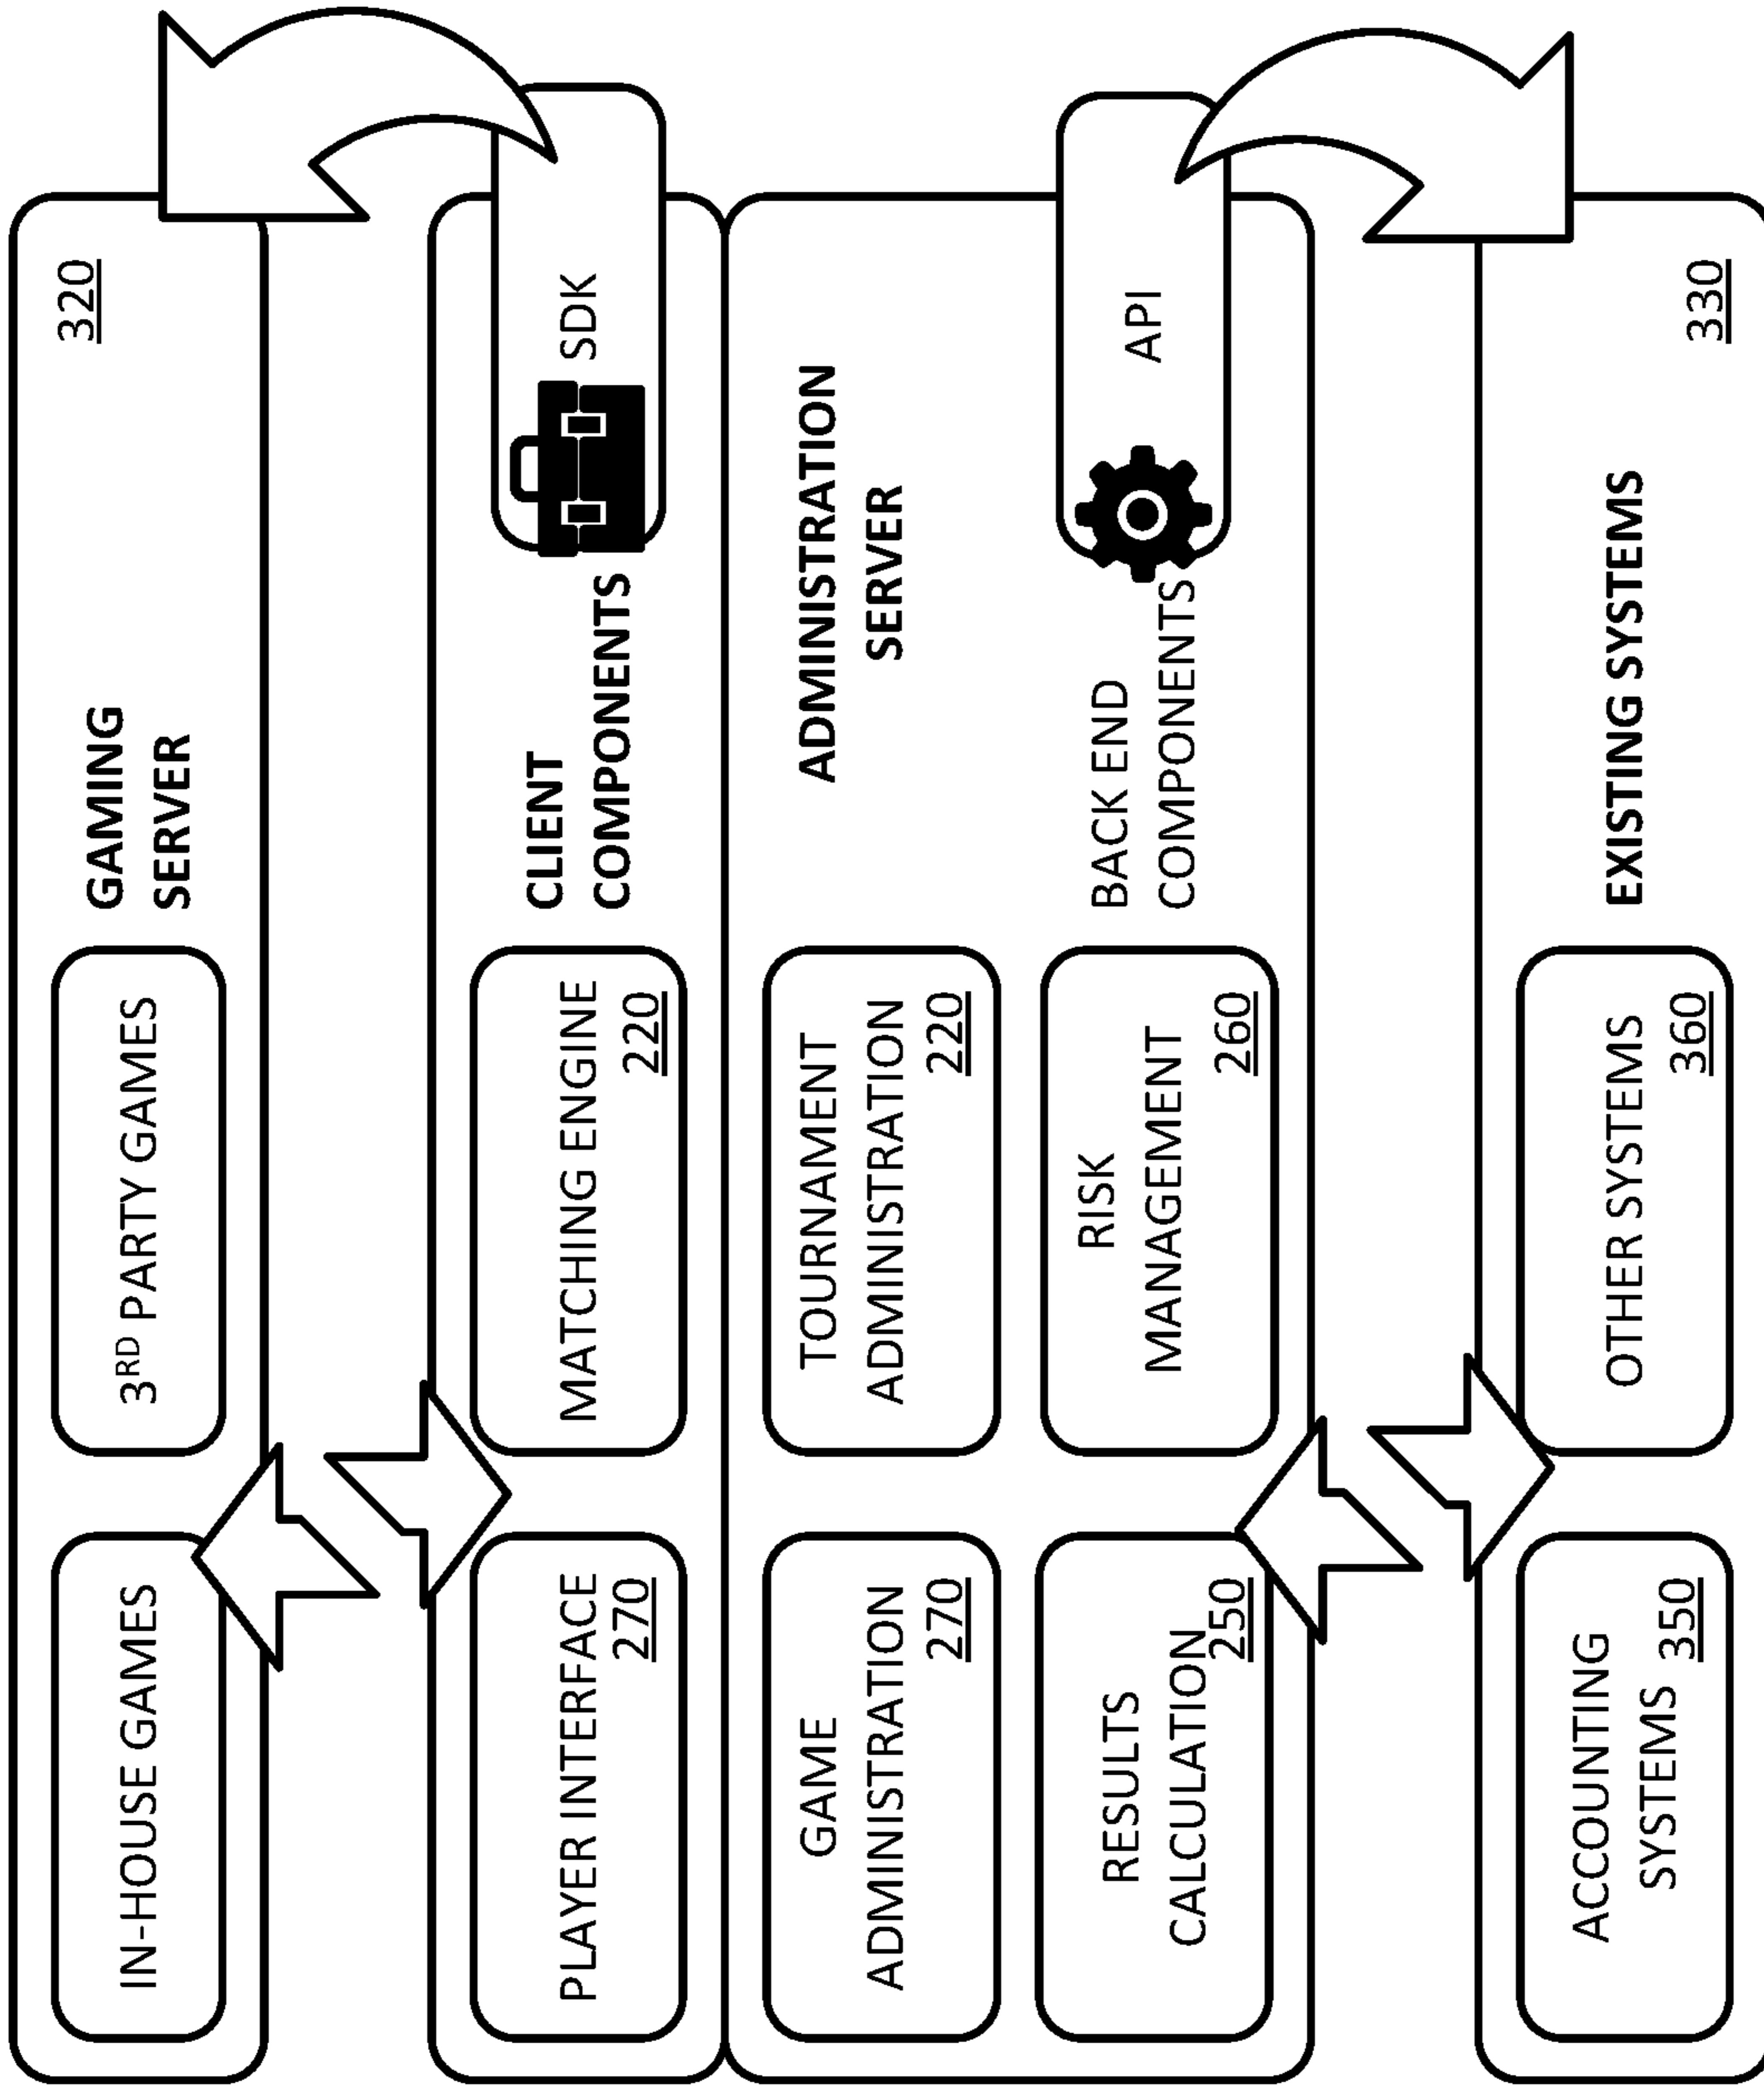 IN-HOUSE GAMES
3RD PARTY GAMES
GAMING
SERVER
320
PLAYER INTERFACE
270
MATCHING ENGINE
220
CLIENT
COMPONENTS
SDK
GAME
ADMINISTRATION
270
TOURNAMENT
ADMINISTRATION
220
ADMINISTRATION
SERVER
RESULTS
CALCULATION
250
RISK
MANAGEMENT
260
BACK END
COMPONENTS
API
ACCOUNTING
SYSTEMS 350
OTHER SYSTEMS
360
EXISTING SYSTEMS
330